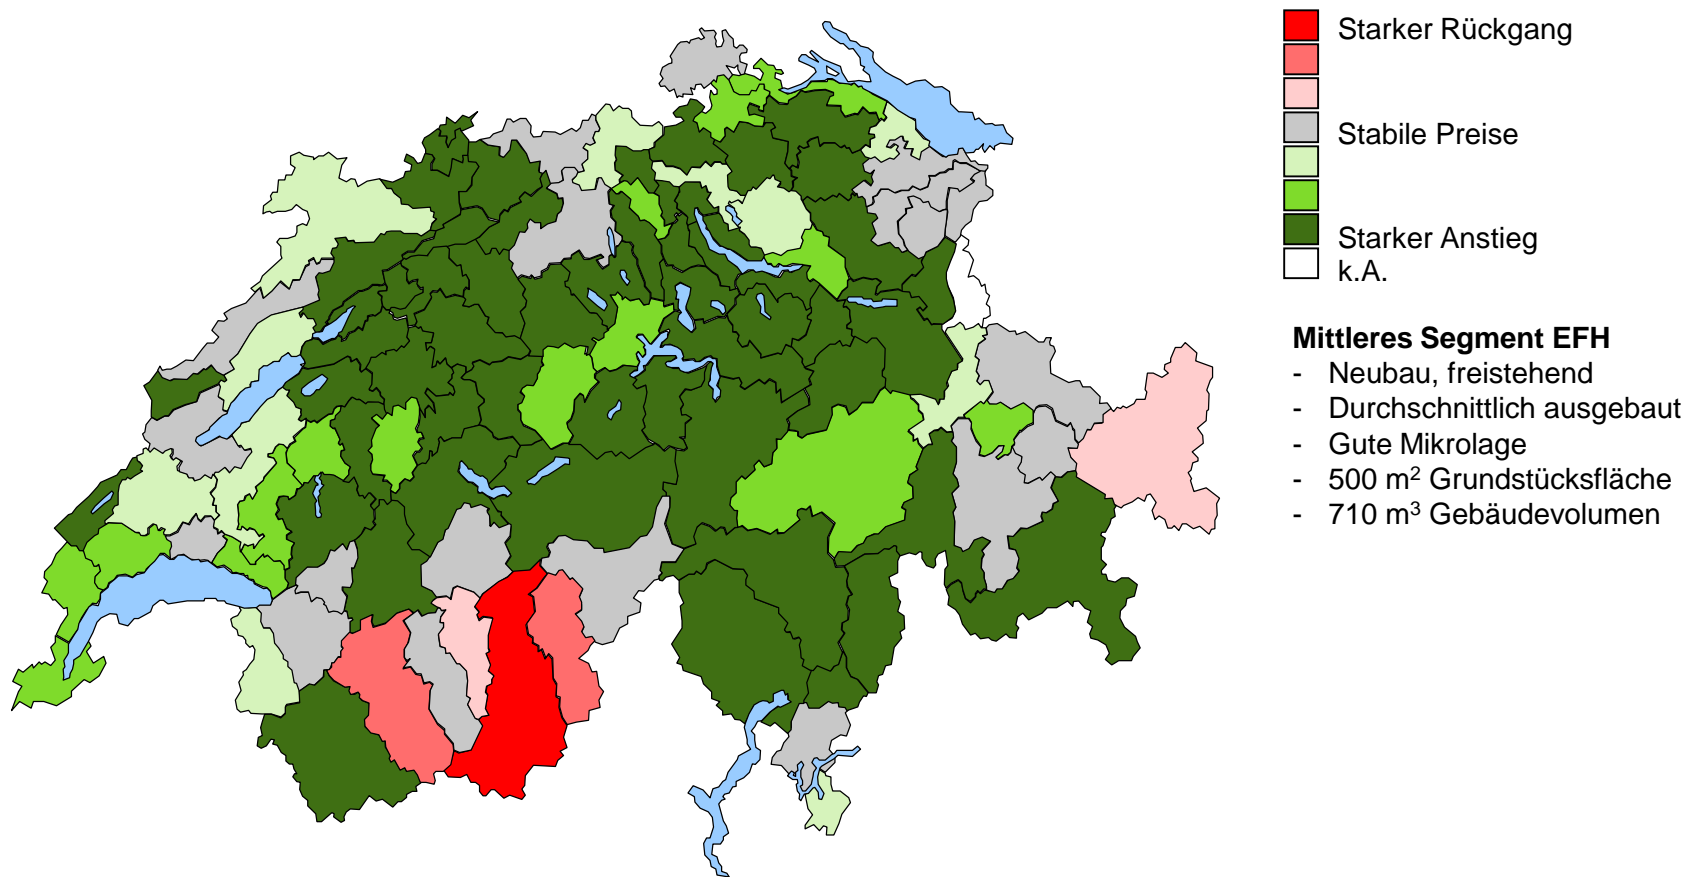 Starker Rückgang
Stabile Preise
Starker Anstieg
k.A.
Mittleres Segment EFH
- Neubau, freistehend
- Durchschnittlich ausgebaut
- Gute Mikrolage
- 500 m² Grundstücksfläche
- 710 m³ Gebäudevolumen